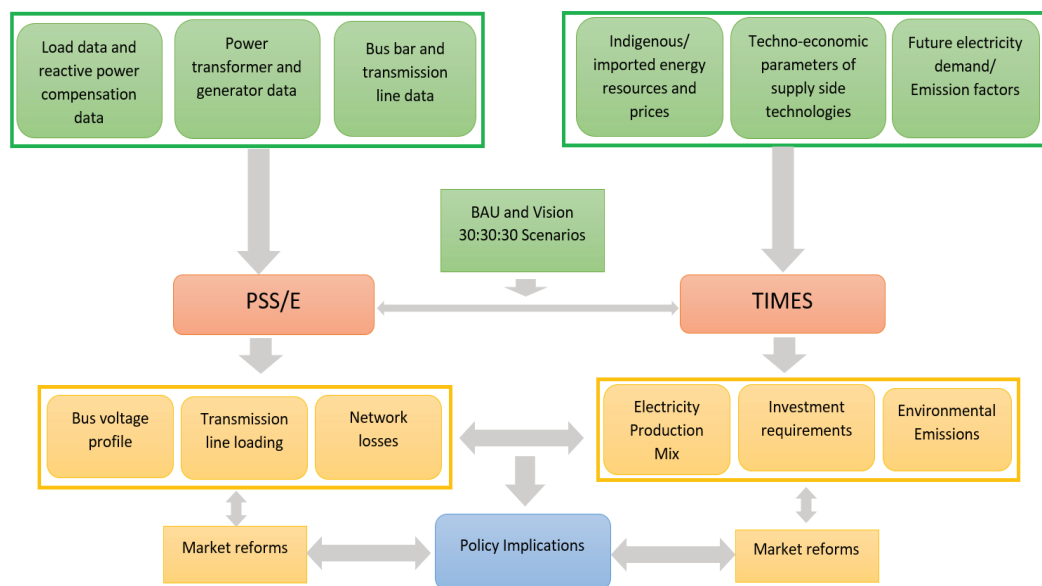 Load data and
reactive power
compensation
data
Power
transformer and
generator data
Bus bar and
transmission
line data
Indigenous/
imported energy
resources and
prices
Techno-economic
parameters of
supply side
technologies
Future electricity
demand/
Emission factors
BAU and Vision
30:30:30 Scenarios
PSS/E
TIMES
Bus voltage
profile
Transmission
line loading
Network
losses
Electricity
Production
Mix
Investment
requirements
Environmental
Emissions
Market reforms
Policy Implications
Market reforms